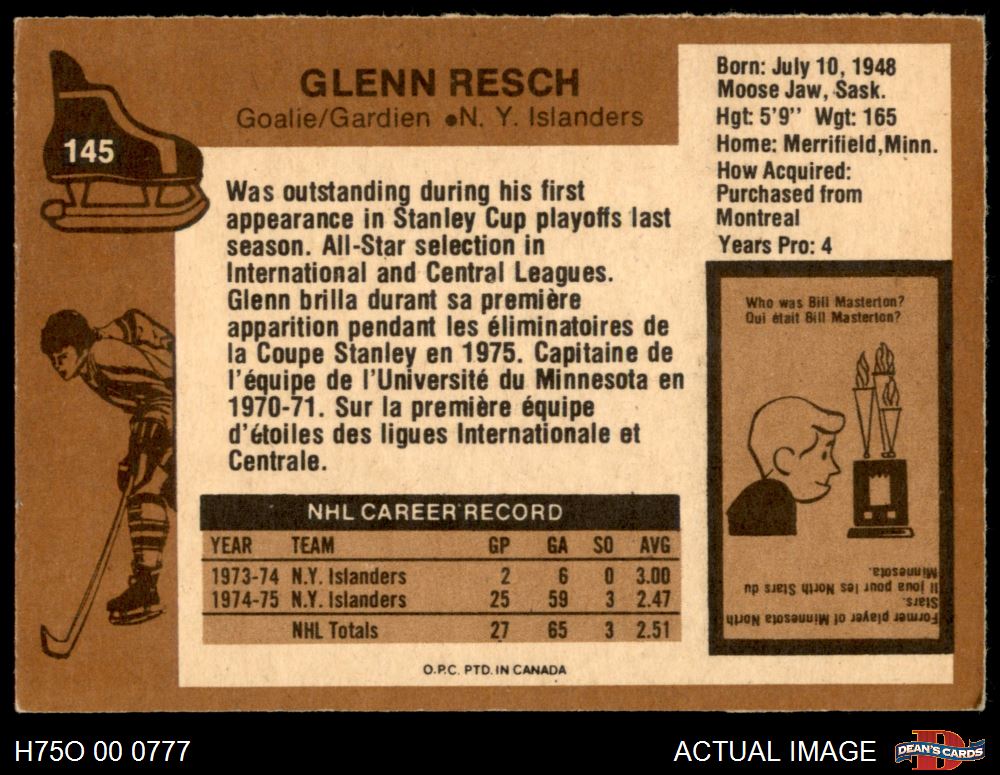 145
GLENN RESCH
Goalie/Gardien ●N. Y. Islanders
Born: July 10, 1948
Moose Jaw, Sask.
Hgt: 5'9" Wgt: 165
Home: Merrifield,Minn.
How Acquired:
Purchased from
Montreal
Years Pro: 4
Was outstanding during his first
appearance in Stanley Cup playoffs last
season. All-Star selection in
International and Central Leagues.
Glenn brilla durant sa première
apparition pendant les éliminatoires de
la Coupe Stanley en 1975. Capitaine de
l'équipe de l'Université du Minnesota en
1970-71. Sur la première équipe
d'étoiles des ligues Internationale et
Centrale.
NHL CAREER RECORD
YEAR TEAM GP GA SO AVG
1973-74 N.Y. Islanders 2 6 0 3.00
1974-75 N.Y. Islanders 25 59 3 2.47
NHL Totals 27 65 3 2.51
O.P.C. PTD. IN CANADA
Who was Bill Masterton?
Qui était Bill Masterton?
Former player of Minnesota North
Stars.
Il joua pour les North Stars du
Minnesota.
H75O 00 0777
ACTUAL IMAGE
DEAN'S CARDS